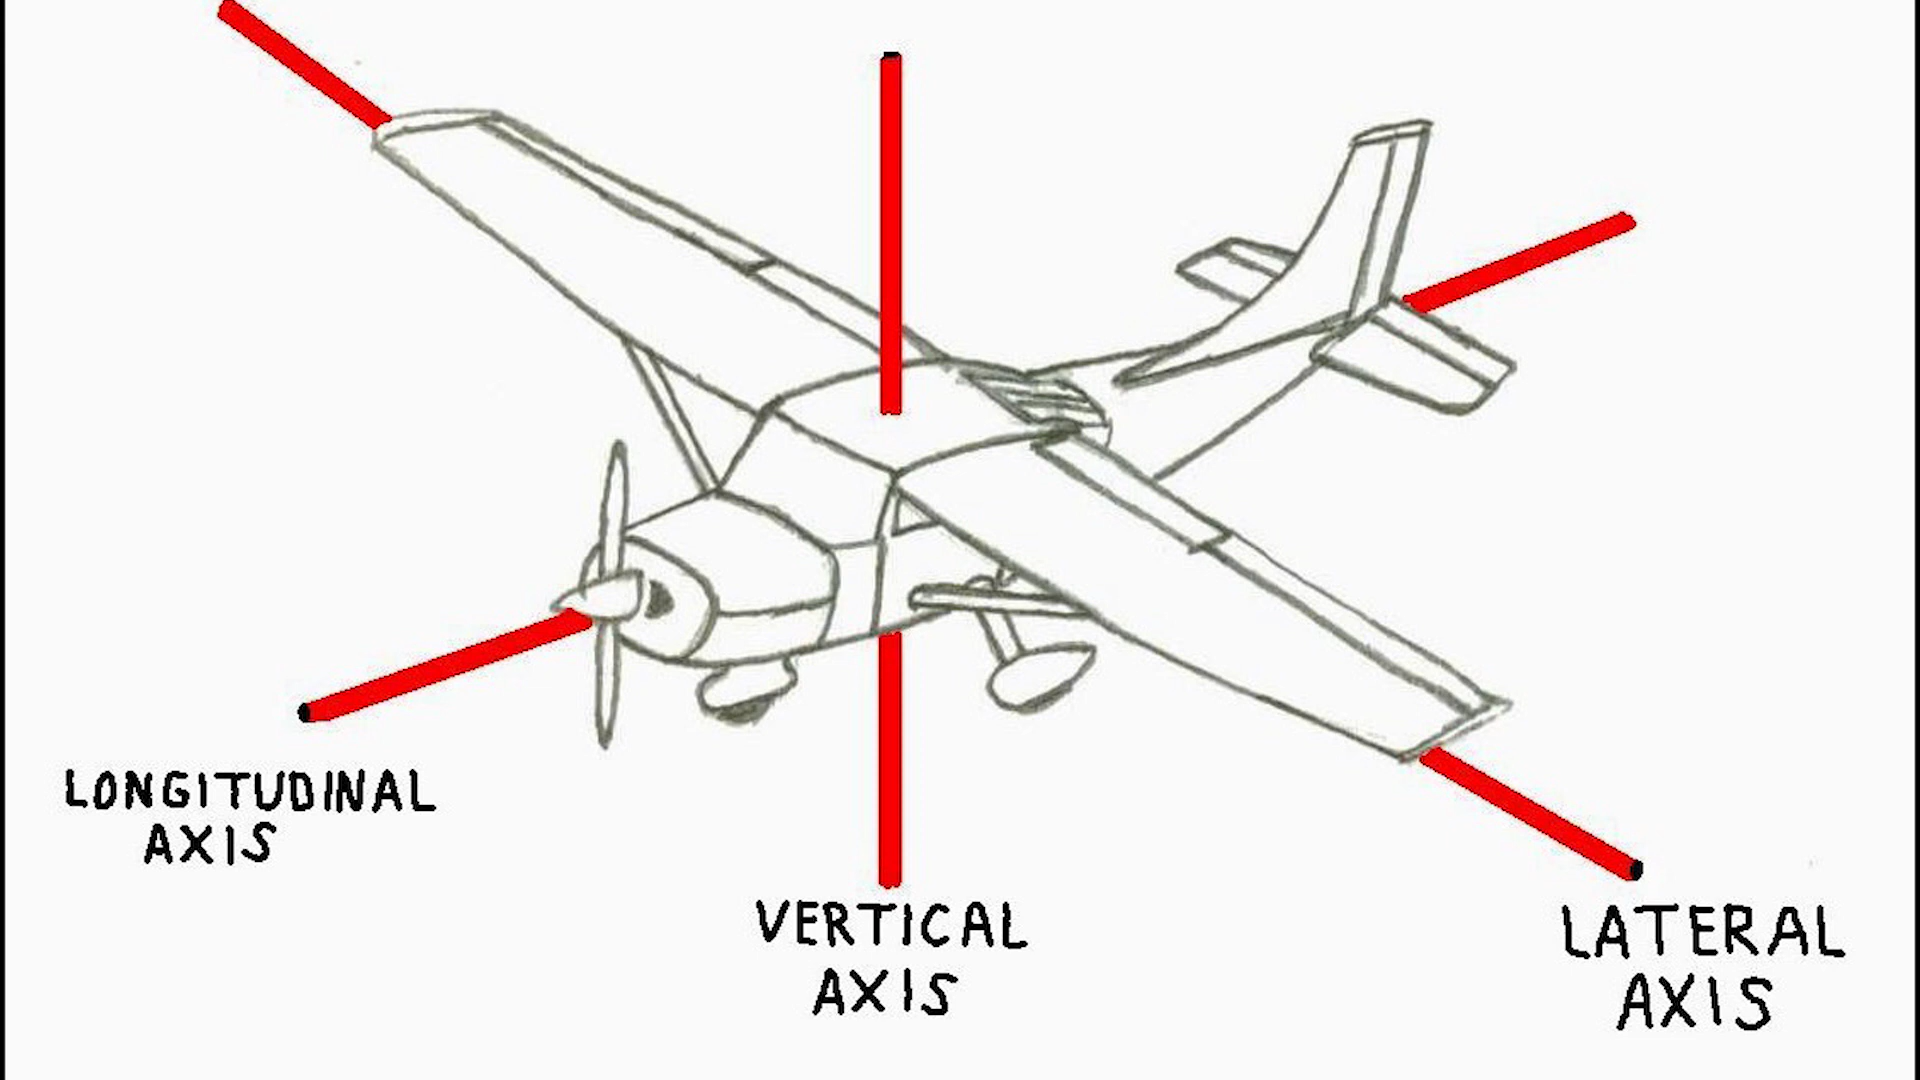 LONGITUDINAL
AXIS
VERTICAL
AXIS
LATERAL
AXIS